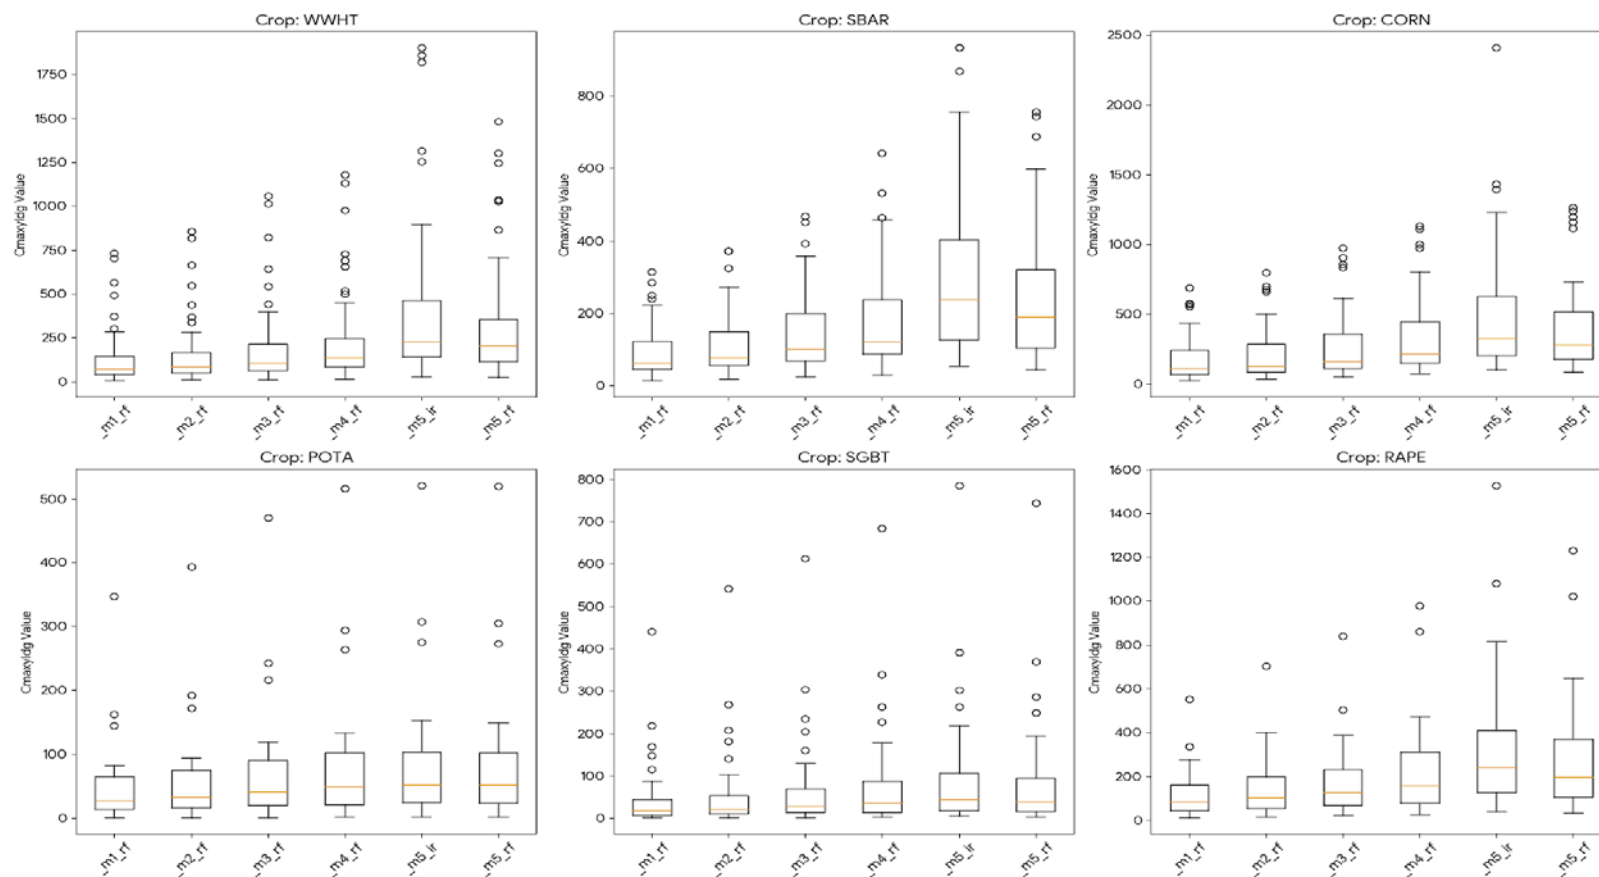 Crop: WWHT
Crop: SBAR
Crop: CORN
Cmaxyldg Value
1750
1500
1250
1000
750
500
250
0
_m1_rf
_m2_rf
_m3_rf
_m4_rf
_m5_ir
_m5_rf
Cmaxyldg Value
800
600
400
200
0
_m1_rf
_m2_rf
_m3_rf
_m4_rf
_m5_ir
_m5_rf
Cmaxyldg Value
2500
2000
1500
1000
500
0
_m1_rf
_m2_rf
_m3_rf
_m4_rf
_m5_ir
_m5_rf
Crop: POTA
Crop: SGBT
Crop: RAPE
Cmaxyldg Value
500
400
300
200
100
0
_m1_rf
_m2_rf
_m3_rf
_m4_rf
_m5_ir
_m5_rf
Cmaxyldg Value
800
700
600
500
400
300
200
100
0
_m1_rf
_m2_rf
_m3_rf
_m4_rf
_m5_ir
_m5_rf
Cmaxyldg Value
1600
1400
1200
1000
800
600
400
200
0
_m1_rf
_m2_rf
_m3_rf
_m4_rf
_m5_ir
_m5_rf